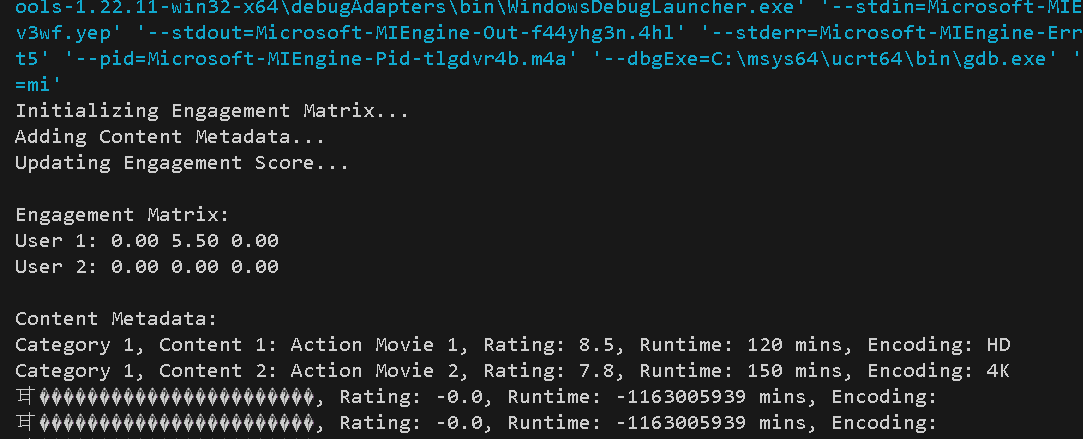 ools-1.22.11-win32-x64\debugAdapters\bin\WindowsDebugLauncher.exe' '--stdin=Microsoft-MIE
v3wf.yep' '--stdout=Microsoft-MIEngine-Out-f44yhg3n.4hl' '--stderr=Microsoft-MIEngine-Err
t5' '--pid=Microsoft-MIEngine-Pid-tlgdvr4b.m4a' '--dbgExe=C:\msys64\ucrt64\bin\gdb.exe' '
=mi'
Initializing Engagement Matrix...
Adding Content Metadata...
Updating Engagement Score...
Engagement Matrix:
User 1: 0.00 5.50 0.00
User 2: 0.00 0.00 0.00
Content Metadata:
Category 1, Content 1: Action Movie 1, Rating: 8.5, Runtime: 120 mins, Encoding: HD
Category 1, Content 2: Action Movie 2, Rating: 7.8, Runtime: 150 mins, Encoding: 4K
�����������������������, Rating: -0.0, Runtime: -1163005939 mins, Encoding:
�����������������������, Rating: -0.0, Runtime: -1163005939 mins, Encoding: